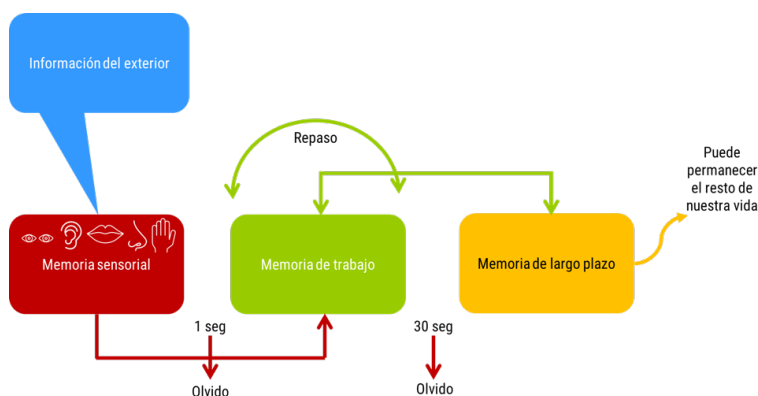 Información del exterior
Repaso
Puede
permanecer
el resto de
nuestra vida
Memoria sensorial
Memoria de trabajo
Memoria de largo plazo
1 seg
30 seg
Olvido
Olvido